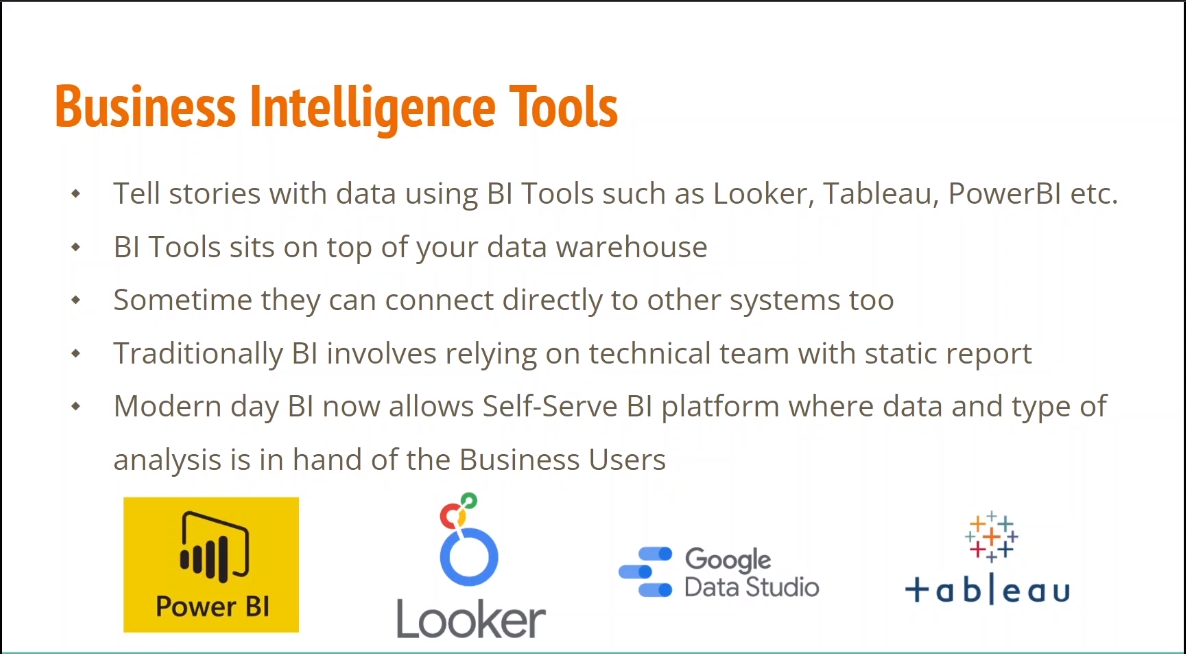 Business Intelligence Tools
Tell stories with data using BI Tools such as Looker, Tableau, PowerBI etc.
BI Tools sits on top of your data warehouse
Sometime they can connect directly to other systems too
Traditionally BI involves relying on technical team with static report
Modern day BI now allows Self-Serve BI platform where data and type of
analysis is in hand of the Business Users
Power BI
Looker
Google
Data Studio
+ableau